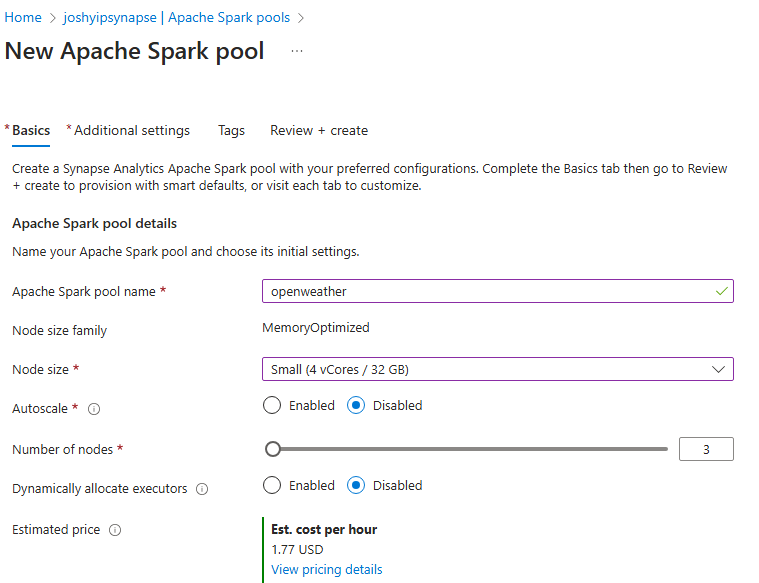 Home > joshyipsynapse | Apache Spark pools >
New Apache Spark pool ...
* Basics * Additional settings Tags Review + create
Create a Synapse Analytics Apache Spark pool with your preferred configurations. Complete the Basics tab then go to Review
+ create to provision with smart defaults, or visit each tab to customize.
Apache Spark pool details
Name your Apache Spark pool and choose its initial settings.
Apache Spark pool name * openweather
Node size family MemoryOptimized
Node size * Small (4 vCores / 32 GB)
Autoscale * Enabled Disabled
Number of nodes * 3
Dynamically allocate executors Enabled Disabled
Estimated price Est. cost per hour
1.77 USD
View pricing details